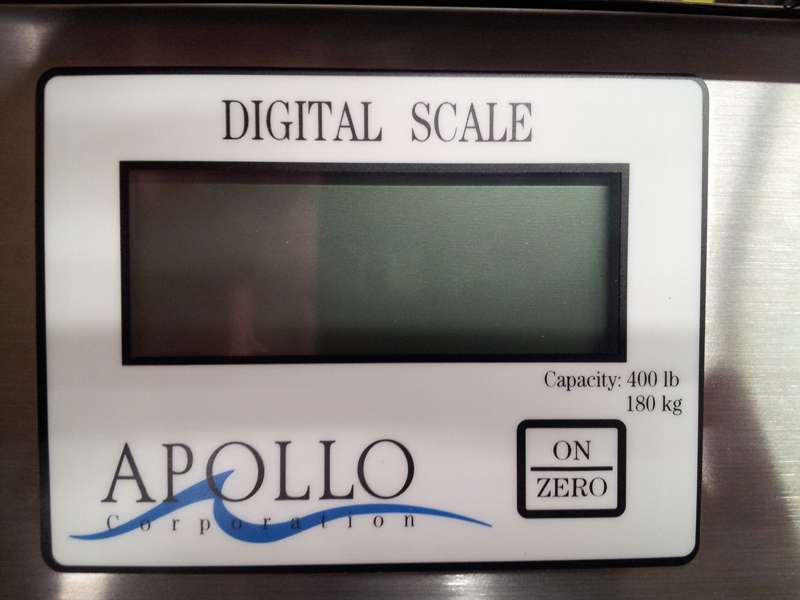 DIGITAL SCALE
Capacity: 400 lb
180 kg
ON
ZERO
APOLLO
Corporation